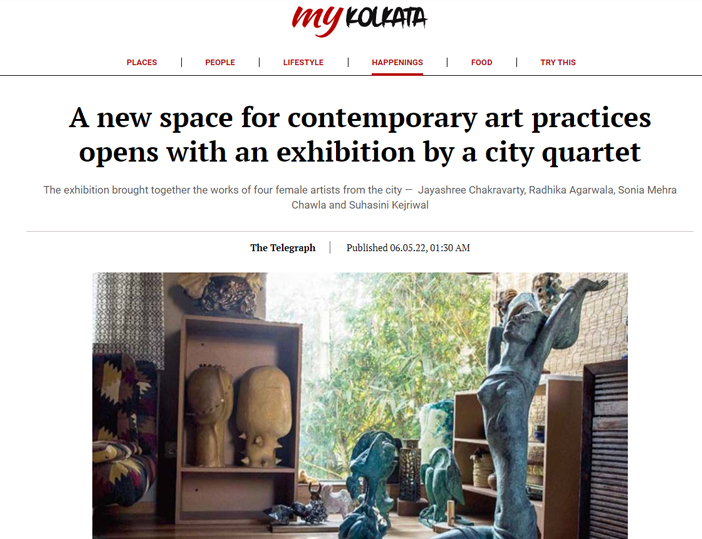 my KOLKATA
PLACES | PEOPLE | LIFESTYLE | HAPPENINGS | FOOD | TRY THIS
A new space for contemporary art practices
opens with an exhibition by a city quartet
The exhibition brought together the works of four female artists from the city — Jayashree Chakravarty, Radhika Agarwala, Sonia Mehra
Chawla and Suhasini Kejriwal
The Telegraph | Published 06.05.22, 01:30 AM